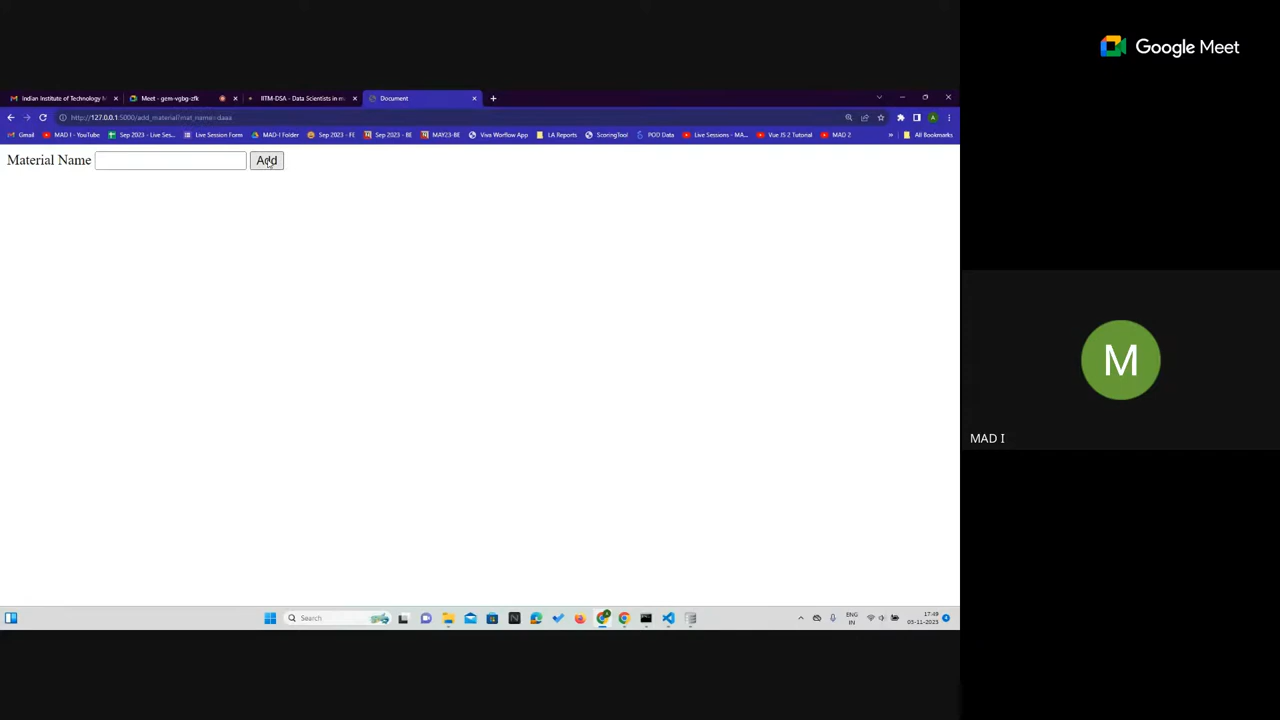 Google Meet
Indian Institute of Technology M
Meet - gem-vgbg-zfk
IITM-DSA - Data Scientists in m
Document
http://127.0.0.1:5000/add_material?mat_name=daaa
Gmail
MAD I - YouTube
Sep 2023 - Live Ses...
Live Session Form
MAD-I Folder
Sep 2023 - FE
Sep 2023 - BE
MAY23-BE
Viva Worflow App
LA Reports
ScoringTool
POD Data
Live Sessions - MA...
Vue JS 2 Tutorial
MAD 2
»
All Bookmarks
Material Name
Add
M
MAD I
Search
ENG
IN
17:49
03-11-2023